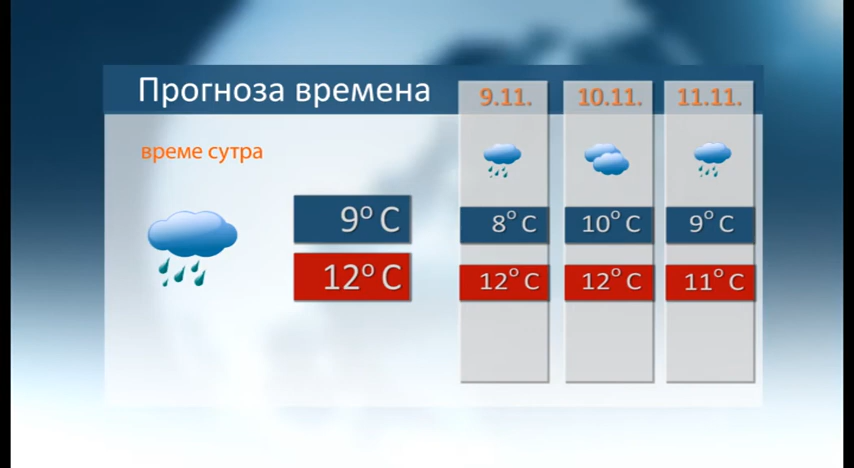 Прогноза времена
време сутра
9° C
12° C
9.11. 10.11. 11.11.
8° C 10° C 9° C
12° C 12° C 11° C